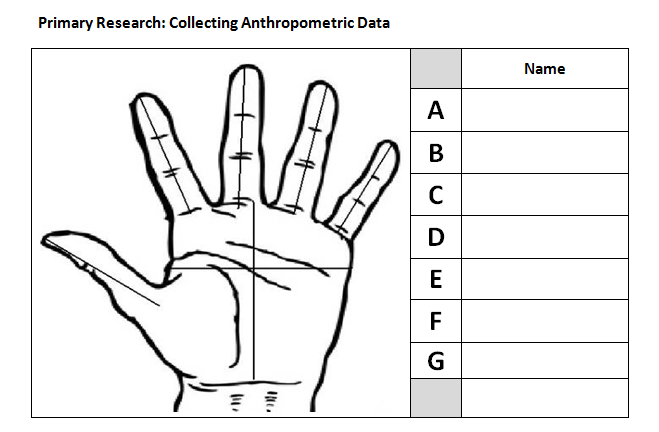 Primary Research: Collecting Anthropometric Data
Name
A
B
C
D
E
F
G